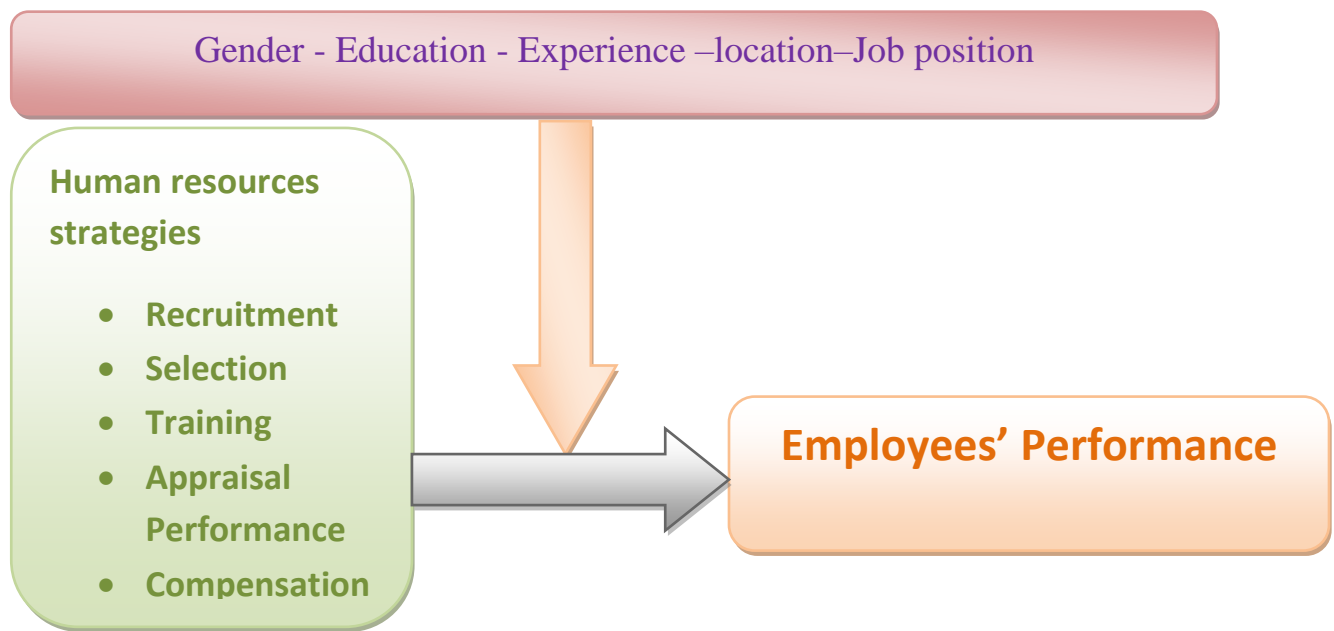 Gender - Education - Experience –location–Job position
Human resources
strategies
• Recruitment
• Selection
• Training
• Appraisal
Performance
• Compensation
Employees’ Performance